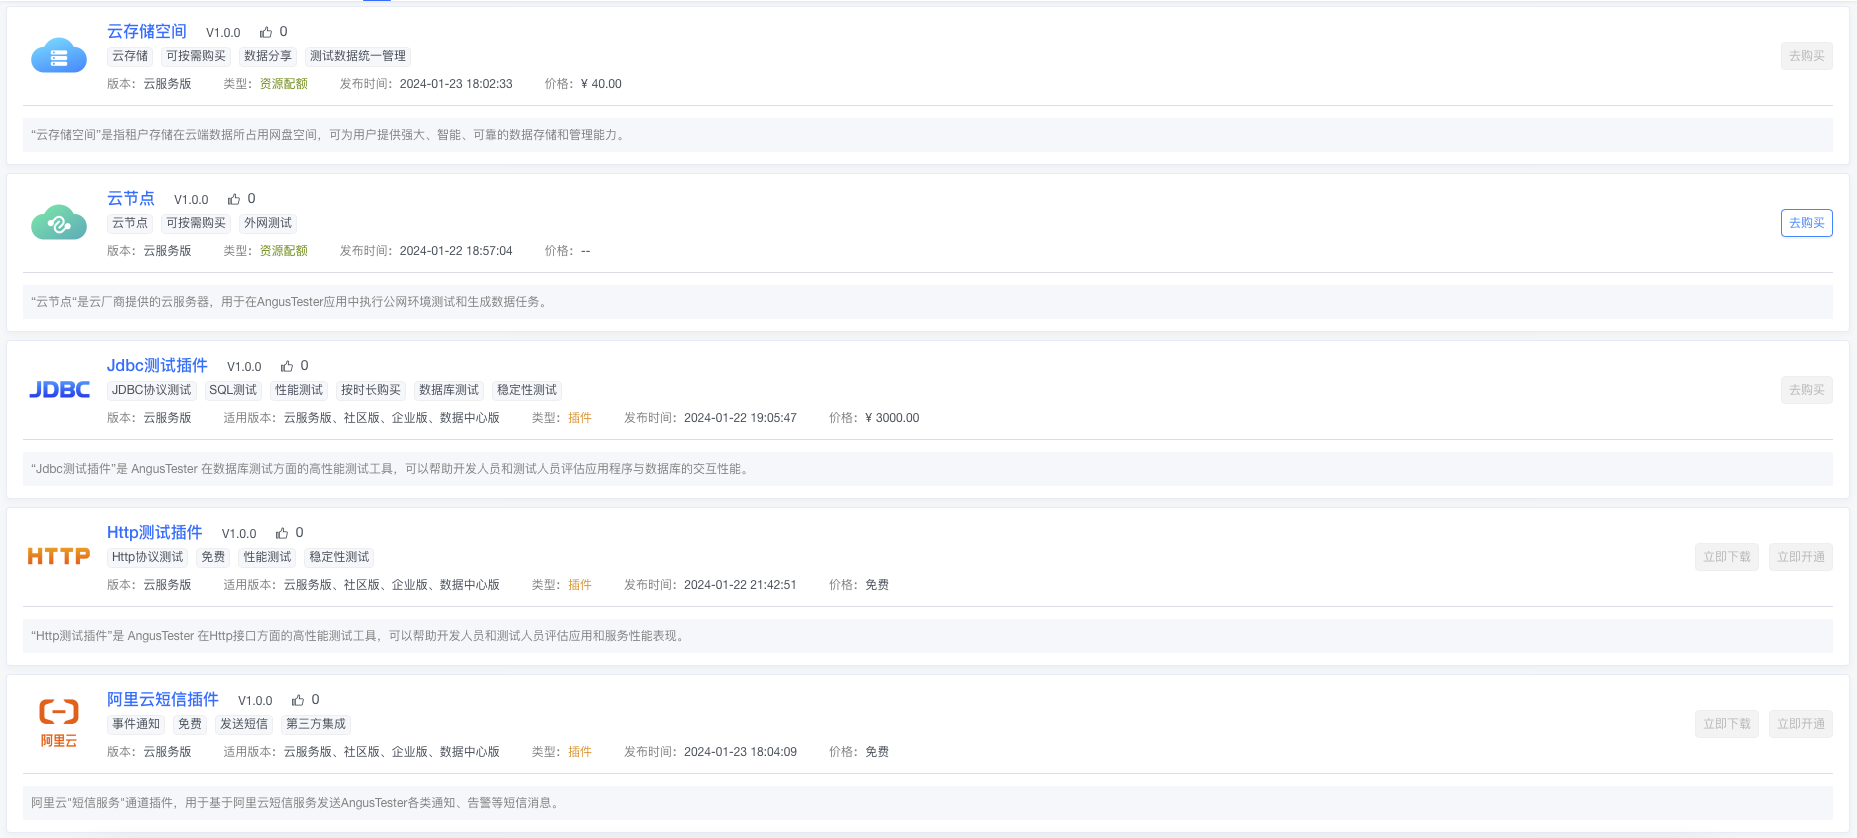 云存储空间 V1.0.0 0
云存储 可按需购买 数据分享 测试数据统一管理
去购买
版本：云服务版 类型：资源配额 发布时间：2024-01-23 18:02:33 价格：¥ 40.00
“云存储空间”是指租户存储在云端数据所占用网盘空间，可为用户提供强大、智能、可靠的数据存储和管理能力。
云节点 V1.0.0 0
云节点 可按需购买 外网测试
去购买
版本：云服务版 类型：资源配额 发布时间：2024-01-22 18:57:04 价格：--
“云节点“是云厂商提供的云服务器，用于在AngusTester应用中执行公网环境测试和生成数据任务。
Jdbc测试插件 V1.0.0 0
JDBC
JDBC协议测试 SQL测试 性能测试 按时长购买 数据库测试 稳定性测试
去购买
版本：云服务版 适用版本：云服务版、社区版、企业版、数据中心版 类型：插件 发布时间：2024-01-22 19:05:47 价格：¥ 3000.00
“Jdbc测试插件”是 AngusTester 在数据库测试方面的高性能测试工具，可以帮助开发人员和测试人员评估应用程序与数据库的交互性能。
Http测试插件 V1.0.0 0
HTTP
Http协议测试 免费 性能测试 稳定性测试
立即下载 立即开通
版本：云服务版 适用版本：云服务版、社区版、企业版、数据中心版 类型：插件 发布时间：2024-01-22 21:42:51 价格：免费
“Http测试插件”是 AngusTester 在Http接口方面的高性能测试工具，可以帮助开发人员和测试人员评估应用和服务性能表现。
阿里云短信插件 V1.0.0 0
事件通知 免费 发送短信 第三方集成
立即下载 立即开通
阿里云
版本：云服务版 适用版本：云服务版、社区版、企业版、数据中心版 类型：插件 发布时间：2024-01-23 18:04:09 价格：免费
阿里云"短信服务"通道插件，用于基于阿里云短信服务发送AngusTester各类通知、告警等短信消息。